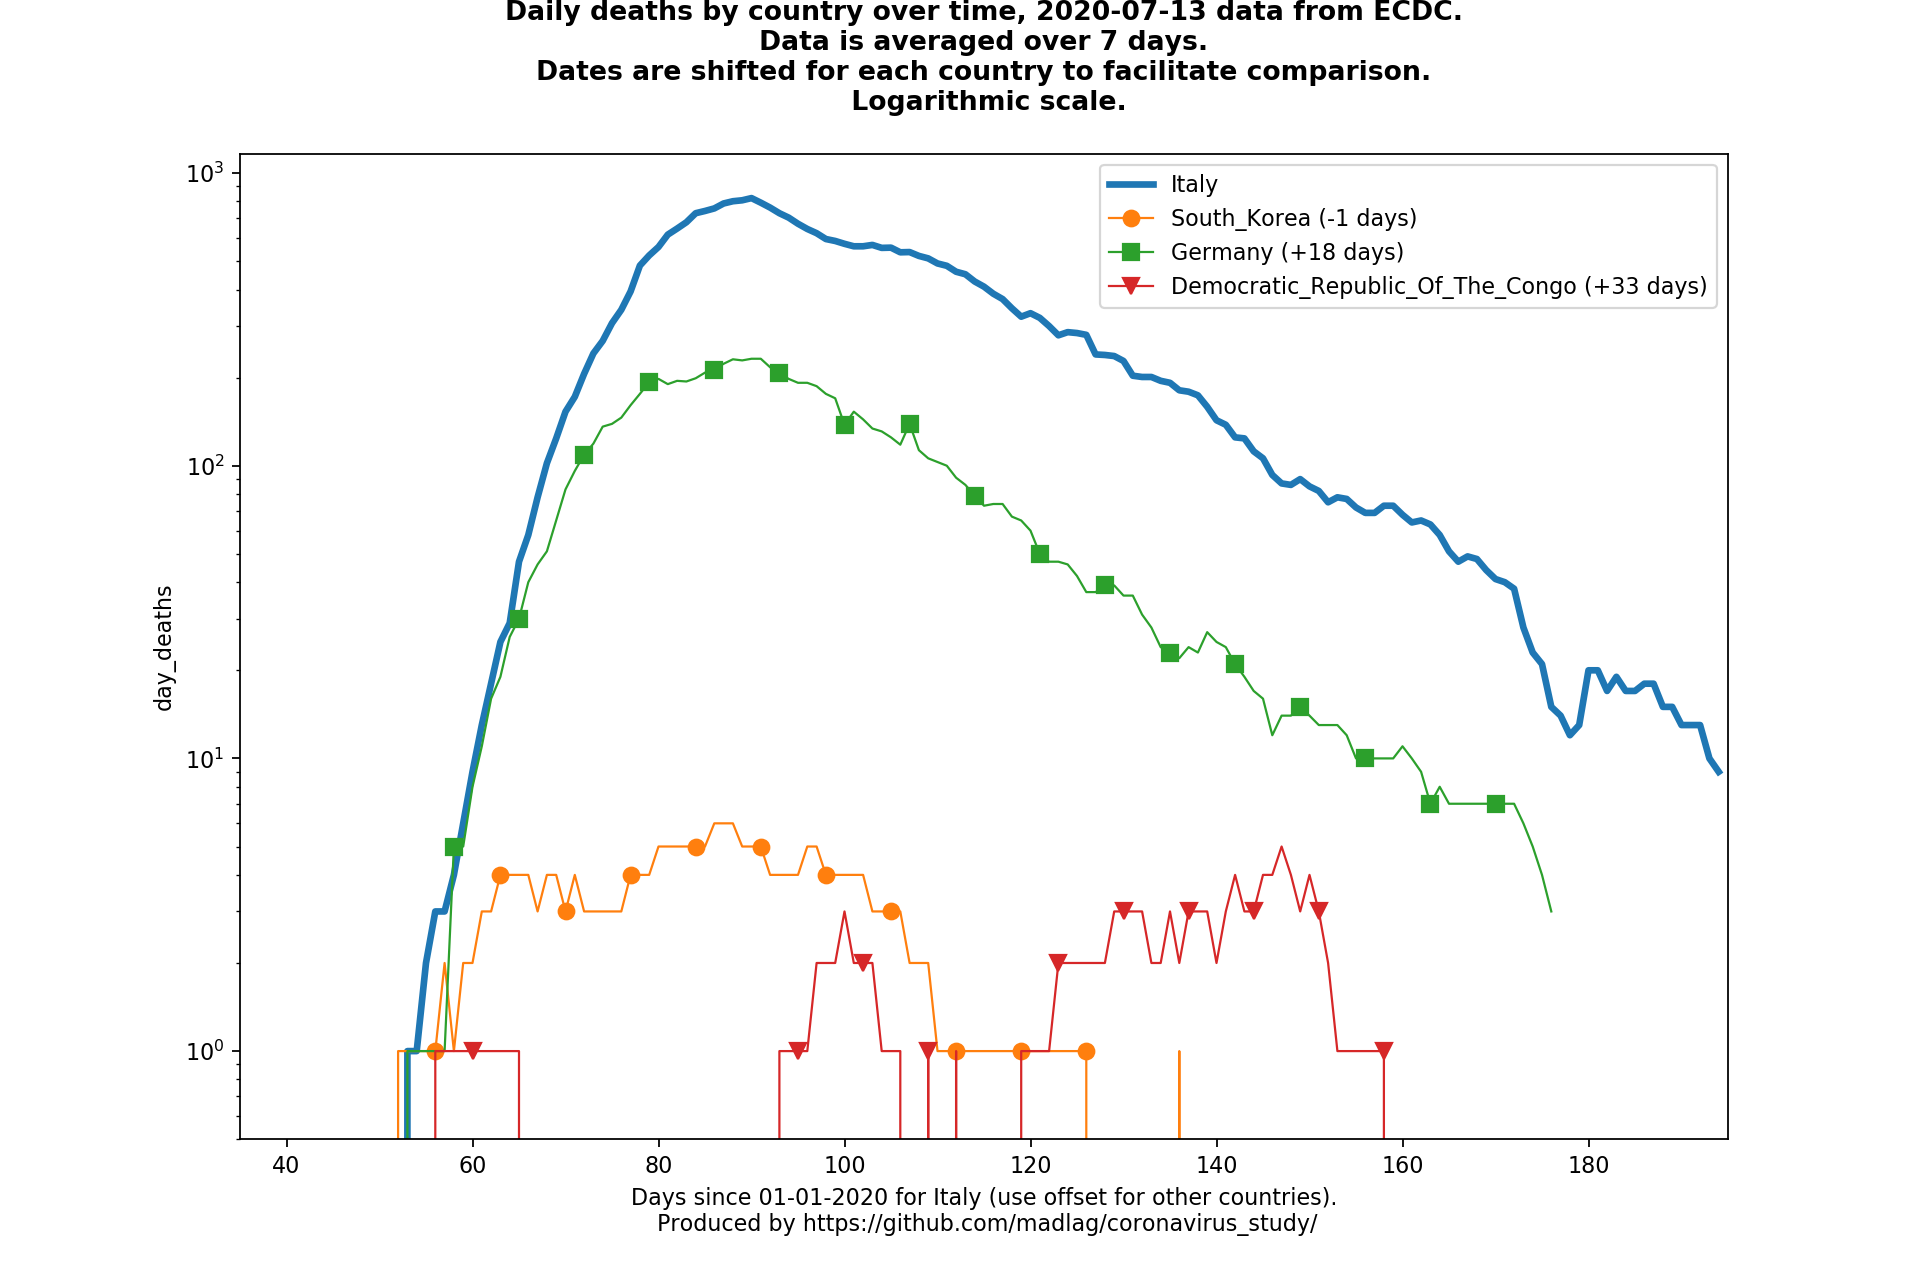 Daily deaths by country over time, 2020-07-13 data from ECDC.
Data is averaged over 7 days.
Dates are shifted for each country to facilitate comparison.
Logarithmic scale.
10³
10²
10¹
10⁰
day_deaths
Italy
South_Korea (-1 days)
Germany (+18 days)
Democratic_Republic_Of_The_Congo (+33 days)
40 60 80 100 120 140 160 180
Days since 01-01-2020 for Italy (use offset for other countries).
Produced by https://github.com/madlag/coronavirus_study/